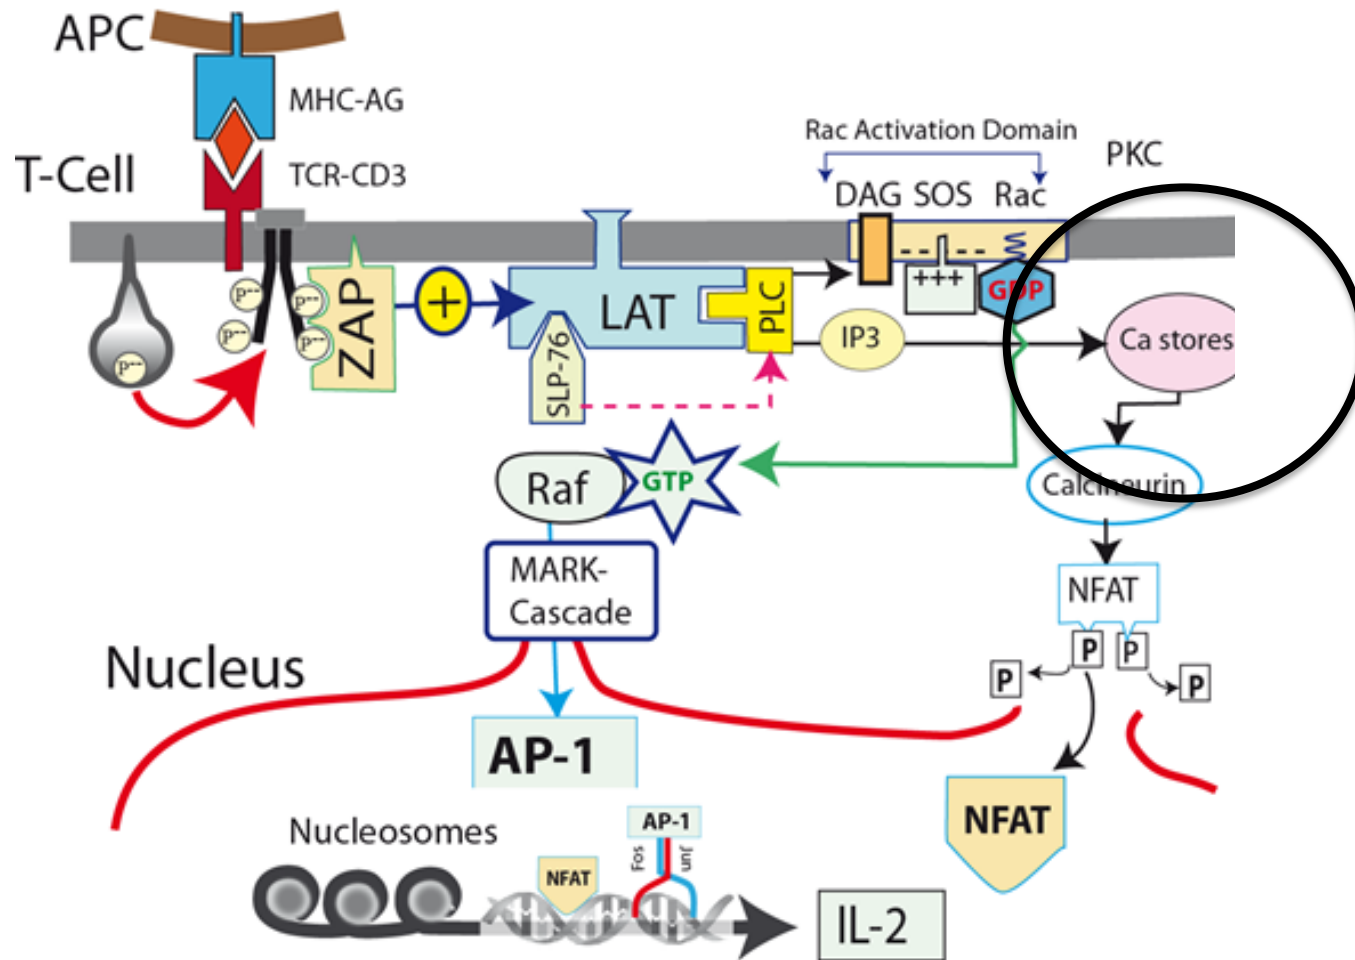 APC
MHC-AG
T-Cell
TCR-CD3
Rac Activation Domain
PKC
DAG SOS Rac
- - - - -
+++
GDP
P--
P--
P--
P--
P--
ZAP
+
LAT
SLP-76
PLC
IP3
Ca stores
Raf
GTP
Calcineurin
MARK-
Cascade
NFAT
P
P
P
P
Nucleus
AP-1
NFAT
Nucleosomes
AP-1
Fos
Jun
NFAT
IL-2